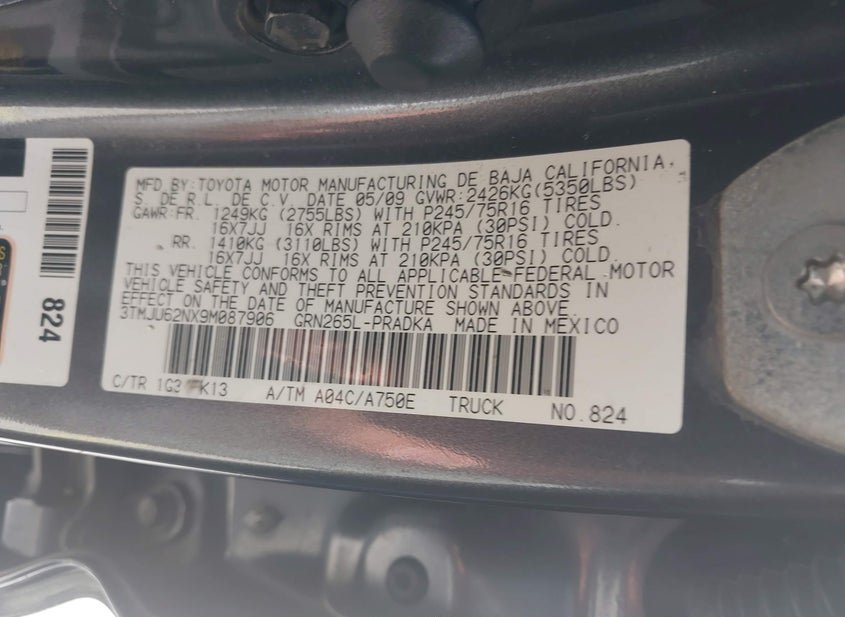 MFD BY:TOYOTA MOTOR MANUFACTURING DE BAJA CALIFORNIA.
S. DE R.L. DE C.V. DATE 05/09 GVWR:2426KG(5350LBS)
GAWR:FR. 1249KG (2755LBS) WITH P245/75R16 TIRES
16X7JJ 16X RIMS AT 210KPA (30PSI) COLD.
RR. 1410KG (3110LBS) WITH P245/75R16 TIRES
16X7JJ 16X RIMS AT 210KPA (30PSI) COLD.
THIS VEHICLE CONFORMS TO ALL APPLICABLE FEDERAL MOTOR
VEHICLE SAFETY AND THEFT PREVENTION STANDARDS IN
EFFECT ON THE DATE OF MANUFACTURE SHOWN ABOVE.
3TMJU62NX9M087906 GRN265L-PRADKA MADE IN MEXICO
C/TR 1G3 K13 A/TM A04C/A750E TRUCK NO.824
824